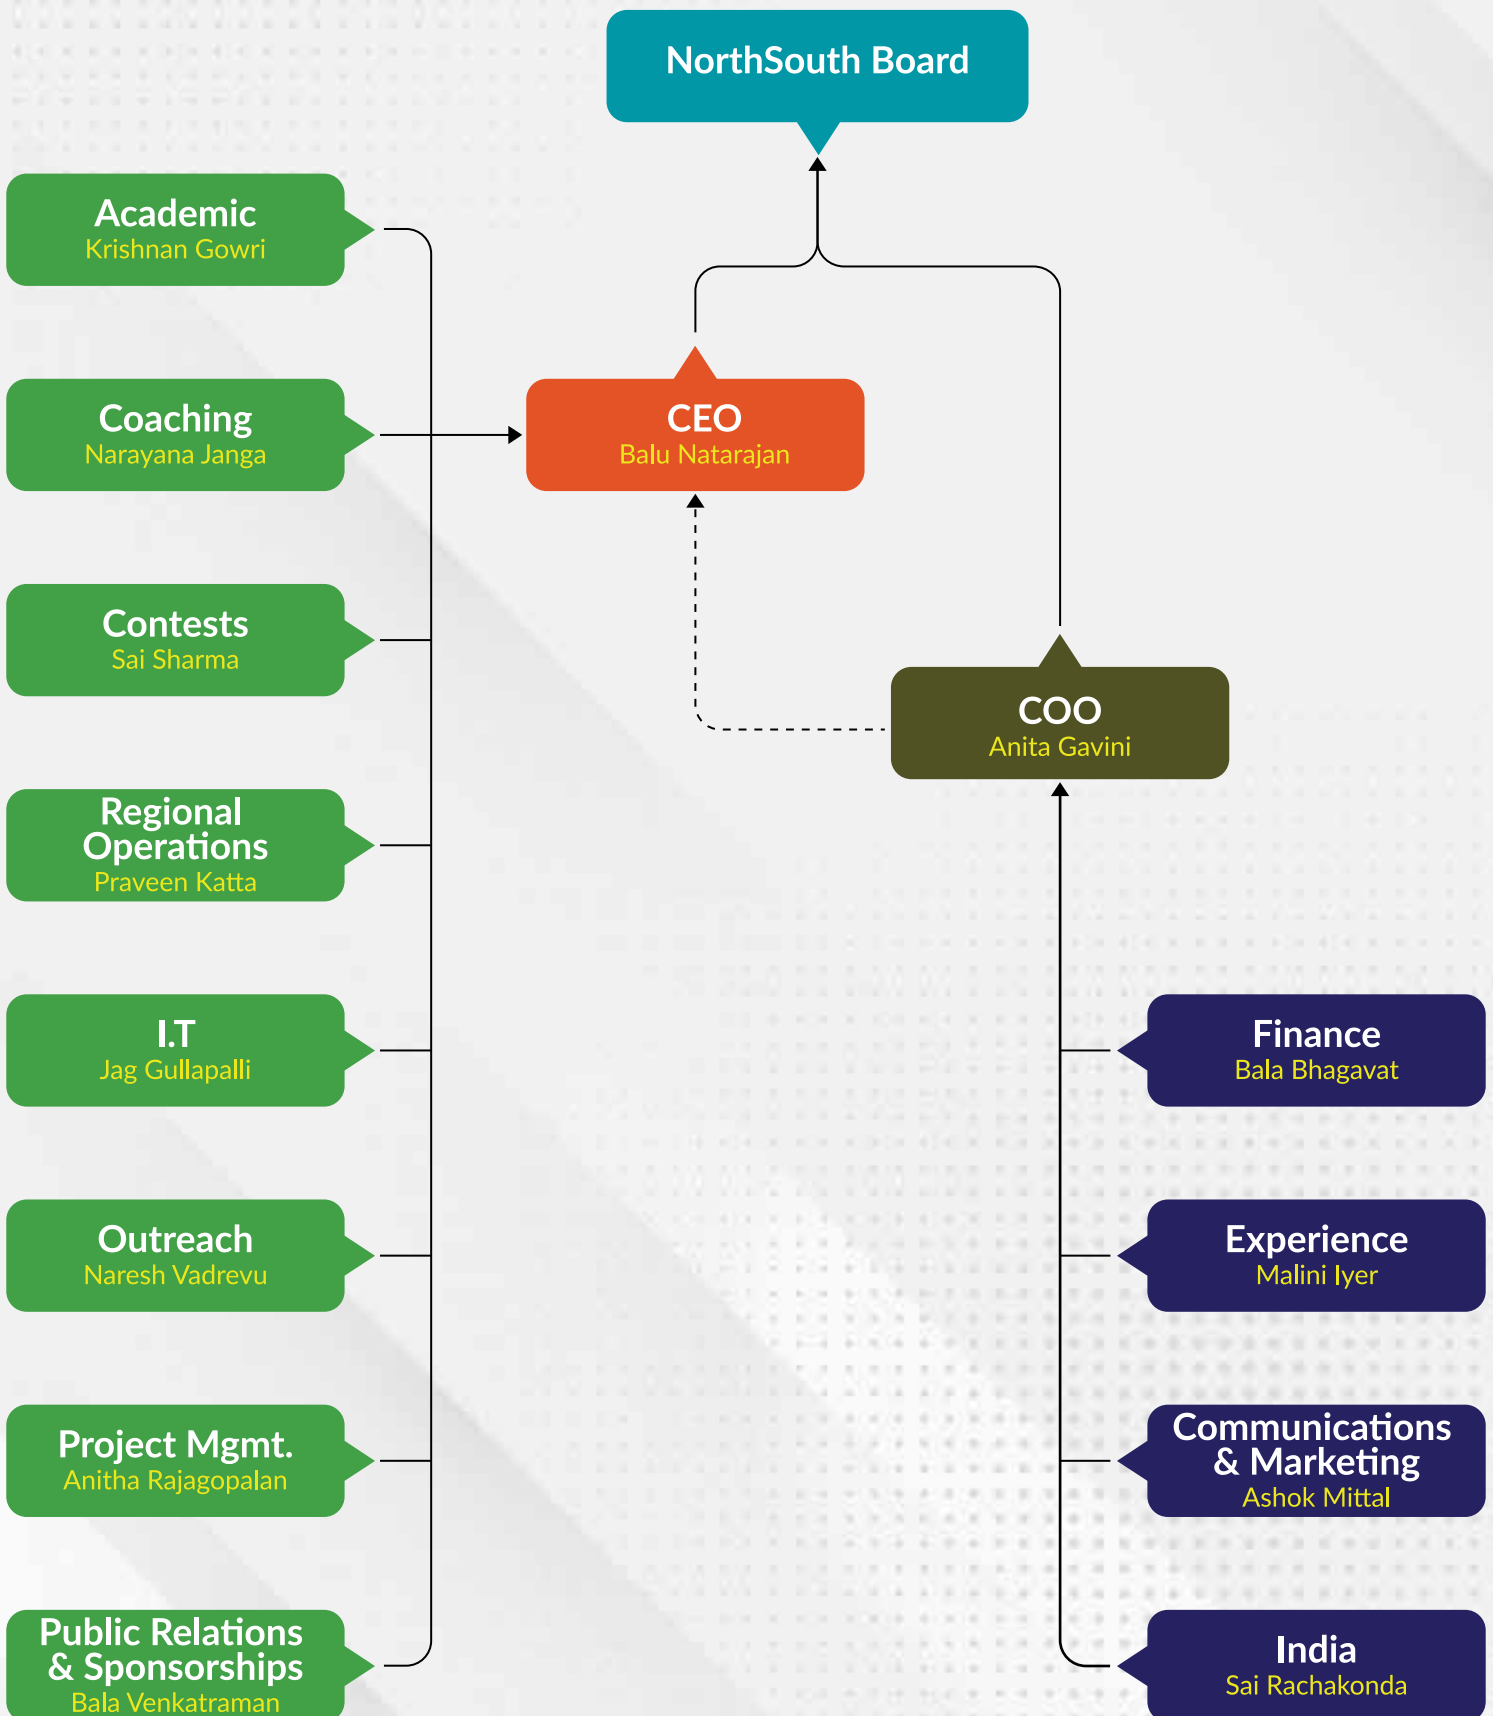 NorthSouth Board
Academic
Krishnan Gowri
Coaching
Narayana Janga
CEO
Balu Natarajan
Contests
Sai Sharma
COO
Anita Gavini
Regional
Operations
Praveen Katta
I.T
Jag Gullapalli
Finance
Bala Bhagavat
Outreach
Naresh Vadrevu
Experience
Malini Iyer
Project Mgmt.
Anitha Rajagopalan
Communications
& Marketing
Ashok Mittal
Public Relations
& Sponsorships
Bala Venkatraman
India
Sai Rachakonda